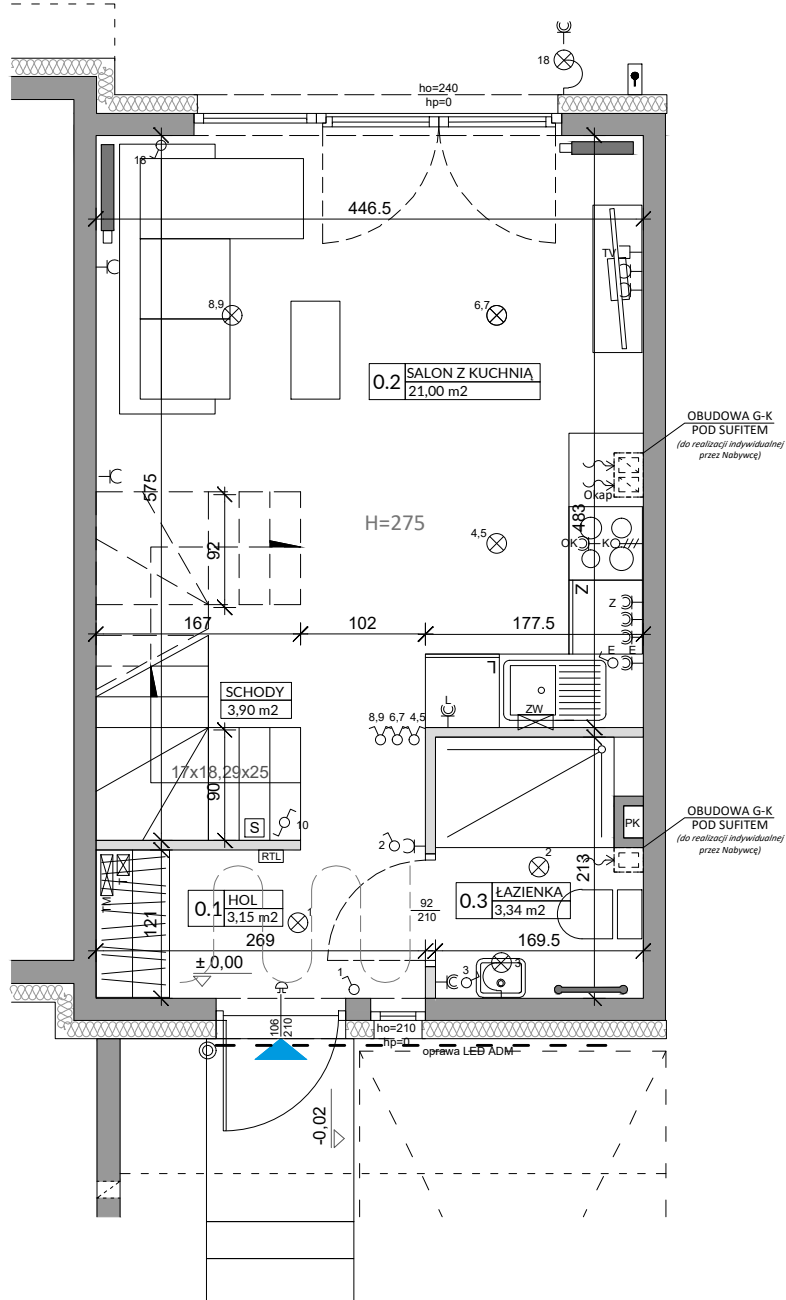 18
ho=240
hp=0
18
446.5
TV
8,9
6,7
0.2
SALON Z KUCHNIĄ
21,00 m2
OBUDOWA G-K
POD SUFITEM
(do realizacji indywidualnej
przez Nabywcę)
575
Okap
H=275
483
4,5
OK
K
92
Z
Z
167
102
177.5
E
E
SCHODY
3,90 m2
L
ZW
8,9 6,7 4,5
17x18,29x25
90
S
10
PK
OBUDOWA G-K
POD SUFITEM
(do realizacji indywidualnej
przez Nabywcę)
2
RTL
2
213
TM
T
0.1
HOL
3,15 m2
1
92
210
0.3
ŁAZIENKA
3,34 m2
121
269
169.5
± 0,00
3
3
1
106
210
ho=210
hp=0
oprawa LED ADM
-0,02